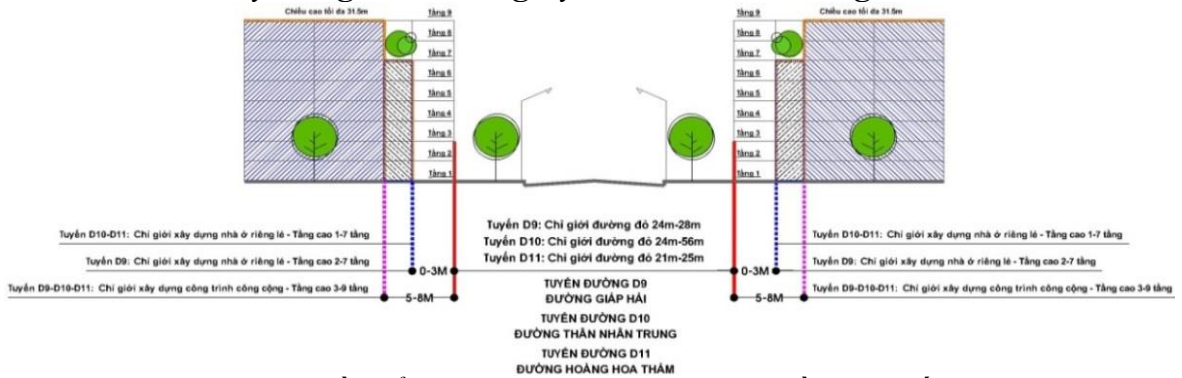 Chiều cao tối đa 31.5m
Tầng 9
Tầng 8
Tầng 7
Tầng 6
Tầng 5
Tầng 4
Tầng 3
Tầng 2
Tầng 1
Tầng 9
Chiều cao tối đa 31.5m
Tầng 8
Tầng 7
Tầng 6
Tầng 5
Tầng 4
Tầng 3
Tầng 2
Tầng 1
Tuyến D10-D11: Chỉ giới xây dựng nhà ở riêng lẻ - Tầng cao 1-7 tầng
Tuyến D9: Chỉ giới xây dựng nhà ở riêng lẻ - Tầng cao 2-7 tầng
0-3M
Tuyến D9-D10-D11: Chỉ giới xây dựng công trình công cộng - Tầng cao 3-9 tầng
5-8M
Tuyến D9: Chỉ giới đường đỏ 24m-28m
Tuyến D10: Chỉ giới đường đỏ 24m-56m
Tuyến D11: Chỉ giới đường đỏ 21m-25m
TUYẾN ĐƯỜNG D9
ĐƯỜNG GIÁP HẢI
TUYẾN ĐƯỜNG D10
ĐƯỜNG THÂN NHÂN TRUNG
TUYẾN ĐƯỜNG D11
ĐƯỜNG HOÀNG HOA THÁM
Tuyến D10-D11: Chỉ giới xây dựng nhà ở riêng lẻ - Tầng cao 1-7 tầng
0-3M
Tuyến D9: Chỉ giới xây dựng nhà ở riêng lẻ - Tầng cao 2-7 tầng
5-8M
Tuyến D9-D10-D11: Chỉ giới xây dựng công trình công cộng - Tầng cao 3-9 tầng